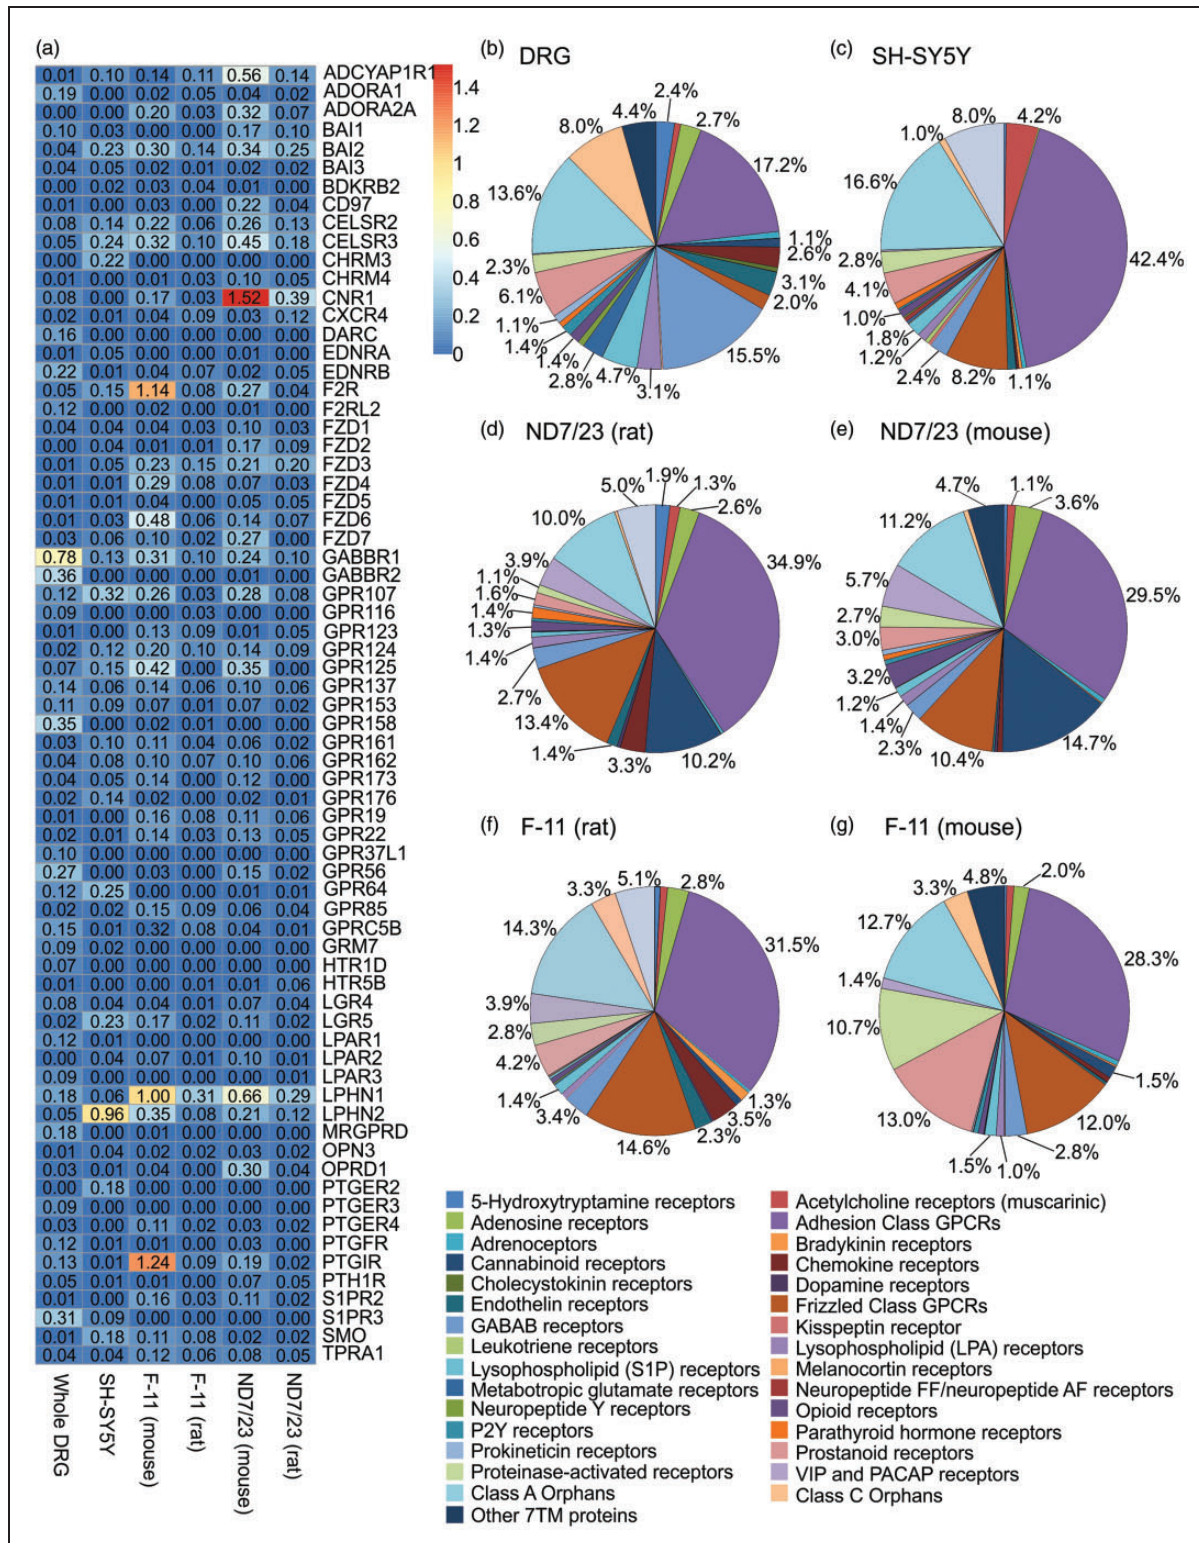 (a)
0.01 0.10 0.14 0.11 0.56 0.14 ADCYAP1R1
0.19 0.00 0.02 0.05 0.04 0.02 ADORA1
0.00 0.00 0.20 0.03 0.32 0.07 ADORA2A
0.10 0.03 0.00 0.00 0.17 0.10 BAI1
0.04 0.23 0.30 0.14 0.34 0.25 BAI2
0.04 0.05 0.02 0.01 0.02 0.02 BAI3
0.00 0.02 0.03 0.04 0.01 0.00 BDKRB2
0.01 0.00 0.03 0.00 0.22 0.04 CD97
0.08 0.14 0.22 0.06 0.26 0.13 CELSR2
0.05 0.24 0.32 0.10 0.45 0.18 CELSR3
0.00 0.22 0.00 0.00 0.00 0.00 CHRM3
0.01 0.00 0.01 0.03 0.10 0.05 CHRM4
0.08 0.00 0.17 0.03 1.52 0.39 CNR1
0.02 0.01 0.04 0.09 0.03 0.12 CXCR4
0.16 0.00 0.00 0.00 0.00 0.00 DARC
0.01 0.05 0.00 0.00 0.01 0.00 EDNRA
0.22 0.01 0.04 0.07 0.02 0.05 EDNRB
0.05 0.15 1.14 0.08 0.27 0.04 F2R
0.12 0.00 0.02 0.00 0.01 0.00 F2RL2
0.04 0.04 0.04 0.03 0.10 0.03 FZD1
0.00 0.04 0.01 0.01 0.17 0.09 FZD2
0.01 0.05 0.23 0.15 0.21 0.20 FZD3
0.01 0.01 0.29 0.08 0.07 0.03 FZD4
0.01 0.01 0.04 0.00 0.05 0.05 FZD5
0.01 0.03 0.48 0.06 0.14 0.07 FZD6
0.03 0.06 0.10 0.02 0.27 0.00 FZD7
0.78 0.13 0.31 0.10 0.24 0.10 GABBR1
0.36 0.00 0.00 0.00 0.01 0.00 GABBR2
0.12 0.32 0.26 0.03 0.28 0.08 GPR107
0.09 0.00 0.00 0.03 0.00 0.00 GPR116
0.01 0.00 0.13 0.09 0.01 0.05 GPR123
0.02 0.12 0.20 0.10 0.14 0.09 GPR124
0.07 0.15 0.42 0.00 0.35 0.00 GPR125
0.14 0.06 0.14 0.06 0.10 0.06 GPR137
0.11 0.09 0.07 0.01 0.07 0.02 GPR153
0.35 0.00 0.02 0.01 0.00 0.00 GPR158
0.03 0.10 0.11 0.04 0.06 0.02 GPR161
0.04 0.08 0.10 0.07 0.10 0.06 GPR162
0.04 0.05 0.14 0.00 0.12 0.00 GPR173
0.02 0.14 0.02 0.00 0.02 0.01 GPR176
0.01 0.00 0.16 0.08 0.11 0.06 GPR19
0.02 0.01 0.14 0.03 0.13 0.05 GPR22
0.10 0.00 0.00 0.00 0.00 0.00 GPR37L1
0.27 0.00 0.03 0.00 0.15 0.02 GPR56
0.12 0.25 0.00 0.00 0.01 0.01 GPR64
0.02 0.02 0.15 0.09 0.06 0.04 GPR85
0.15 0.01 0.32 0.08 0.04 0.01 GPRC5B
0.09 0.02 0.00 0.00 0.00 0.00 GRM7
0.07 0.00 0.00 0.00 0.00 0.00 HTR1D
0.01 0.00 0.00 0.01 0.01 0.06 HTR5B
0.08 0.04 0.04 0.01 0.07 0.04 LGR4
0.02 0.23 0.17 0.02 0.11 0.02 LGR5
0.12 0.01 0.00 0.00 0.00 0.00 LPAR1
0.00 0.04 0.07 0.01 0.10 0.01 LPAR2
0.09 0.00 0.00 0.00 0.00 0.01 LPAR3
0.18 0.06 1.00 0.31 0.66 0.29 LPHN1
0.05 0.96 0.35 0.08 0.21 0.12 LPHN2
0.18 0.00 0.01 0.00 0.00 0.00 MRGPRD
0.01 0.04 0.02 0.02 0.03 0.02 OPN3
0.03 0.01 0.04 0.00 0.30 0.04 OPRD1
0.00 0.18 0.00 0.00 0.00 0.00 PTGER2
0.09 0.00 0.00 0.00 0.00 0.00 PTGER3
0.03 0.00 0.11 0.02 0.03 0.02 PTGER4
0.12 0.01 0.01 0.00 0.03 0.00 PTGFR
0.13 0.01 1.24 0.09 0.19 0.02 PTGIR
0.05 0.01 0.01 0.00 0.07 0.05 PTH1R
0.01 0.00 0.16 0.03 0.11 0.02 S1PR2
0.31 0.09 0.00 0.00 0.00 0.00 S1PR3
0.01 0.18 0.11 0.08 0.02 0.02 SMO
0.04 0.04 0.12 0.06 0.08 0.05 TPRA1
Whole DRG
SH-SY5Y
F-11 (mouse)
F-11 (rat)
ND7/23 (mouse)
ND7/23 (rat)
1.4
1.2
1
0.8
0.6
0.4
0.2
0
(b) DRG
2.4%
2.7%
17.2%
1.1%
2.6%
3.1%
2.0%
15.5%
3.1%
4.7%
2.8%
1.4%
1.4%
1.1%
6.1%
2.3%
13.6%
8.0%
4.4%
(c) SH-SY5Y
4.2%
42.4%
1.1%
8.2%
2.4%
1.2%
1.8%
1.0%
4.1%
2.8%
16.6%
1.0%
8.0%
(d) ND7/23 (rat)
1.9%
1.3%
2.6%
34.9%
10.2%
3.3%
1.4%
13.4%
2.7%
1.4%
1.3%
1.4%
1.6%
1.1%
3.9%
10.0%
5.0%
(e) ND7/23 (mouse)
1.1%
3.6%
29.5%
14.7%
10.4%
2.3%
1.4%
1.2%
3.2%
3.0%
2.7%
5.7%
11.2%
4.7%
(f) F-11 (rat)
2.8%
31.5%
1.3%
3.5%
2.3%
14.6%
3.4%
1.4%
4.2%
2.8%
3.9%
14.3%
3.3%
5.1%
(g) F-11 (mouse)
2.0%
28.3%
1.5%
12.0%
2.8%
1.0%
1.5%
13.0%
10.7%
1.4%
12.7%
3.3%
4.8%
5-Hydroxytryptamine receptors
Adenosine receptors
Adrenoceptors
Cannabinoid receptors
Cholecystokinin receptors
Endothelin receptors
GABAB receptors
Leukotriene receptors
Lysophospholipid (S1P) receptors
Metabotropic glutamate receptors
Neuropeptide Y receptors
P2Y receptors
Prokineticin receptors
Proteinase-activated receptors
Class A Orphans
Other 7TM proteins
Acetylcholine receptors (muscarinic)
Adhesion Class GPCRs
Bradykinin receptors
Chemokine receptors
Dopamine receptors
Frizzled Class GPCRs
Kisspeptin receptor
Lysophospholipid (LPA) receptors
Melanocortin receptors
Neuropeptide FF/neuropeptide AF receptors
Opioid receptors
Parathyroid hormone receptors
Prostanoid receptors
VIP and PACAP receptors
Class C Orphans